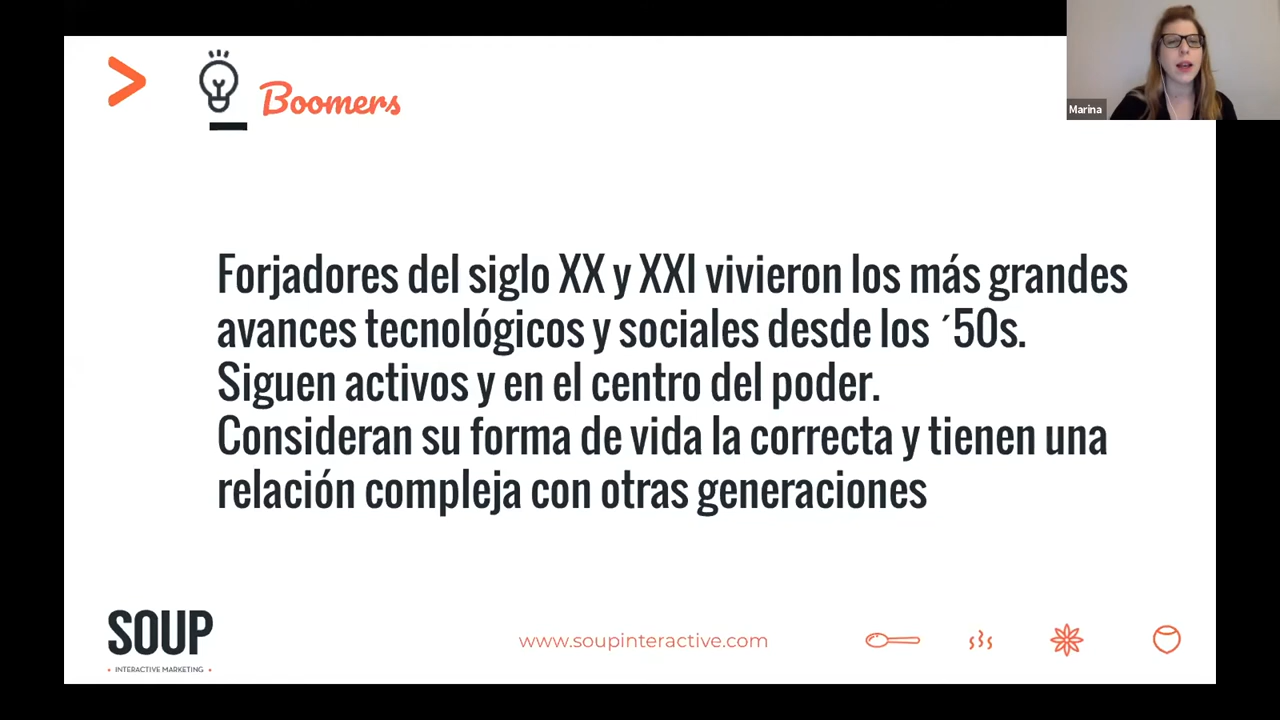 Boomers
Marina
Forjadores del siglo XX y XXI vivieron los más grandes
avances tecnológicos y sociales desde los ´50s.
Siguen activos y en el centro del poder.
Consideran su forma de vida la correcta y tienen una
relación compleja con otras generaciones
SOUP
• INTERACTIVE MARKETING •
www.soupinteractive.com